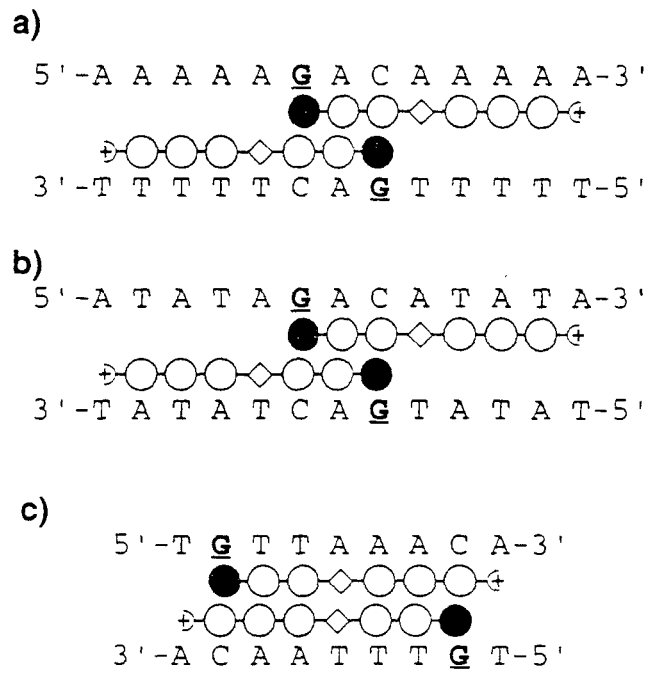 a)
5'-A A A A A G A C A A A A A-3'
+
+
3'-T T T T T C A G T T T T T-5'
b)
5'-A T A T A G A C A T A T A-3'
+
+
3'-T A T A T C A G T A T A T-5'
c)
5'-T G T T A A A C A-3'
+
+
3'-A C A A T T T G T-5'